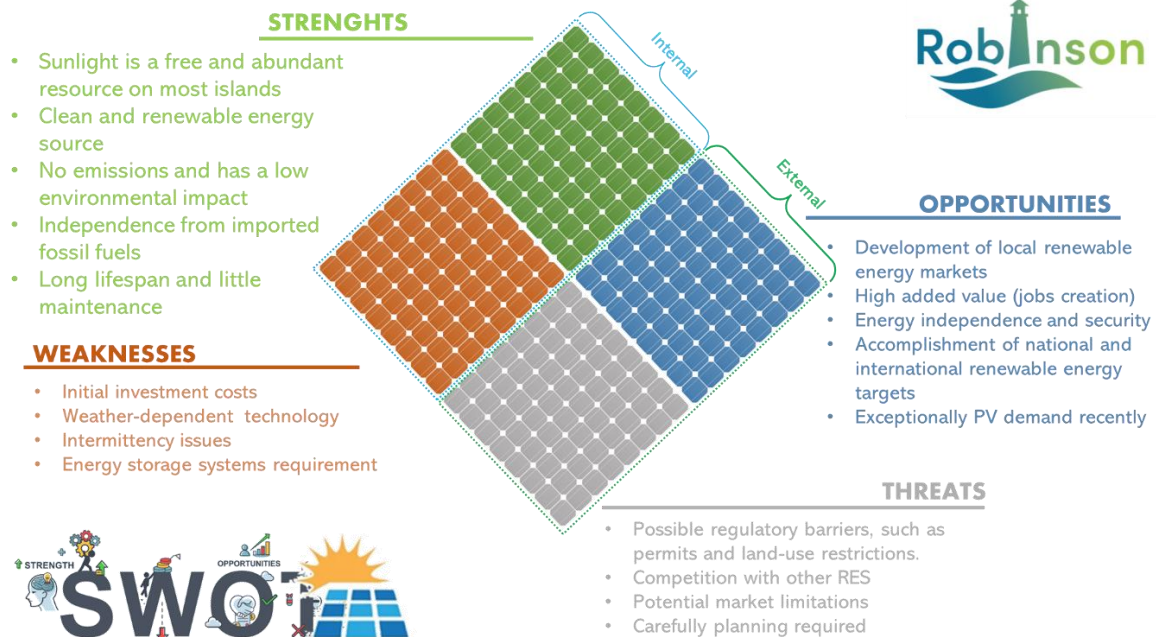 STRENGHTS
• Sunlight is a free and abundant
resource on most islands
• Clean and renewable energy
source
• No emissions and has a low
environmental impact
• Independence from imported
fossil fuels
• Long lifespan and little
maintenance
WEAKNESSES
• Initial investment costs
• Weather-dependent technology
• Intermittency issues
• Energy storage systems requirement
Internal
External
RobInson
OPPORTUNITIES
• Development of local renewable
energy markets
• High added value (jobs creation)
• Energy independence and security
• Accomplishment of national and
international renewable energy
targets
• Exceptionally PV demand recently
THREATS
• Possible regulatory barriers, such as
permits and land-use restrictions.
• Competition with other RES
• Potential market limitations
• Carefully planning required
STRENGTH
OPPORTUNITIES
SWOT